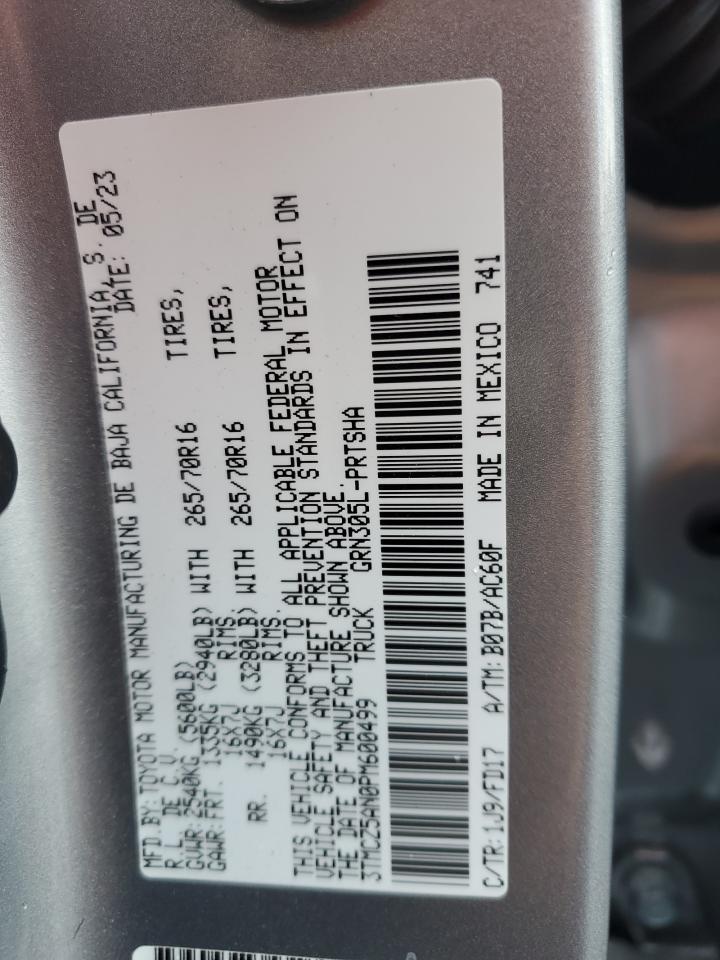 MFD.BY:TOYOTA MOTOR MANUFACTURING DE BAJA CALIFORNIA, S. DE
R.L. DE C.V. DATE: 05/23
GVWR:2540KG (5600LB)
GAWR:FRT. 1335KG (2940LB) WITH 265/70R16 TIRES,
16X7J RIMS.
RR. 1490KG (3280LB) WITH 265/70R16 TIRES,
16X7J RIMS.
THIS VEHICLE CONFORMS TO ALL APPLICABLE FEDERAL MOTOR
VEHICLE SAFETY AND THEFT PREVENTION STANDARDS IN EFFECT ON
THE DATE OF MANUFACTURE SHOWN ABOVE.
3TMCZ5AN0PM600499 TRUCK GRN305L-PRTSHA
C/TR:1J9/FD17 A/TM:B07B/AC60F MADE IN MEXICO 741